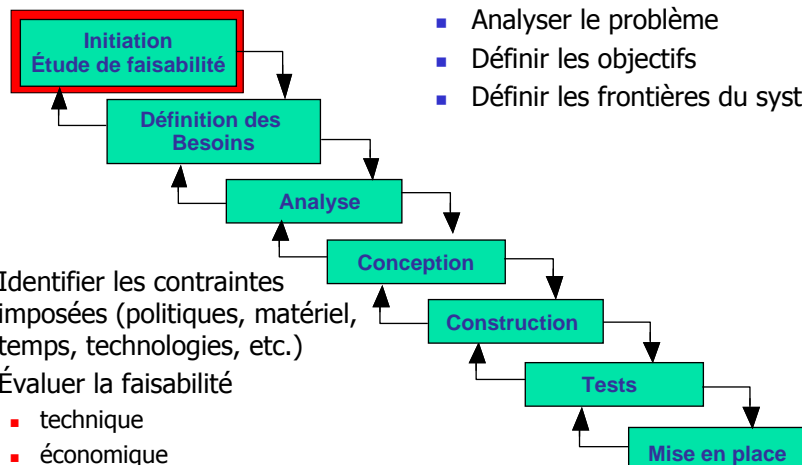 Initiation
Étude de faisabilité
Analyser le problème
Définir les objectifs
Définir les frontières du syst
Définition des
Besoins
Analyse
Conception
Construction
Tests
Mise en place
Identifier les contraintes
imposées (politiques, matériel,
temps, technologies, etc.)
Évaluer la faisabilité
technique
économique